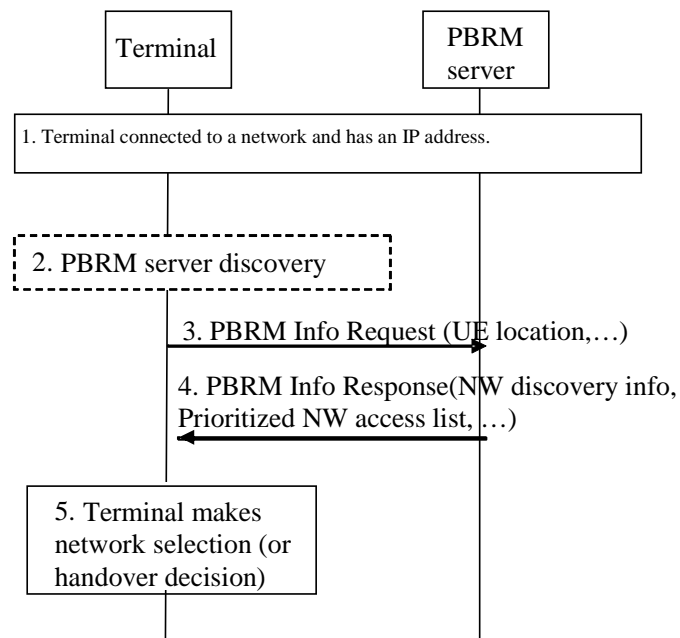 Terminal
PBRM
server
1. Terminal connected to a network and has an IP address.
2. PBRM server discovery
3. PBRM Info Request (UE location,…)
4. PBRM Info Response(NW discovery info,
Prioritized NW access list, …)
5. Terminal makes
network selection (or
handover decision)